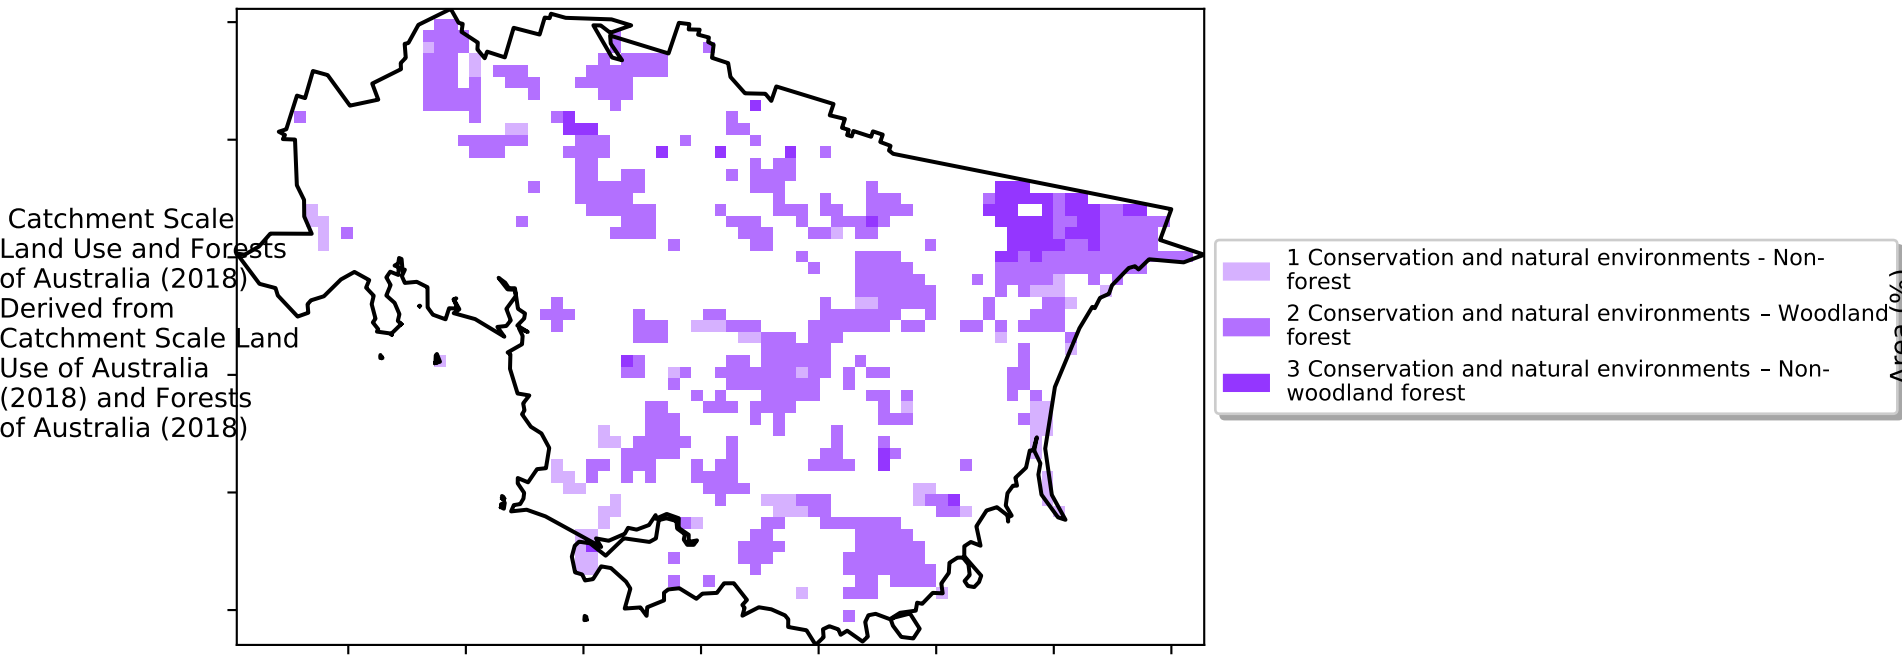 Catchment Scale
Land Use and Forests
of Australia (2018)
Derived from
Catchment Scale Land
Use of Australia
(2018) and Forests
of Australia (2018)
1 Conservation and natural environments - Non-
forest
2 Conservation and natural environments – Woodland
forest
3 Conservation and natural environments – Non-
woodland forest
Area (%)